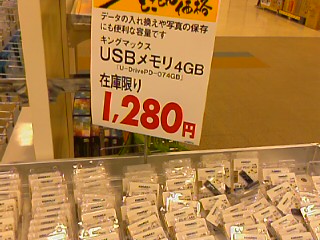 データの入れ換えや写真の保存
にも便利な容量です
キングマックス
USBメモリ4GB
「U-DrivePD-074GB」
在庫限り
1,280円